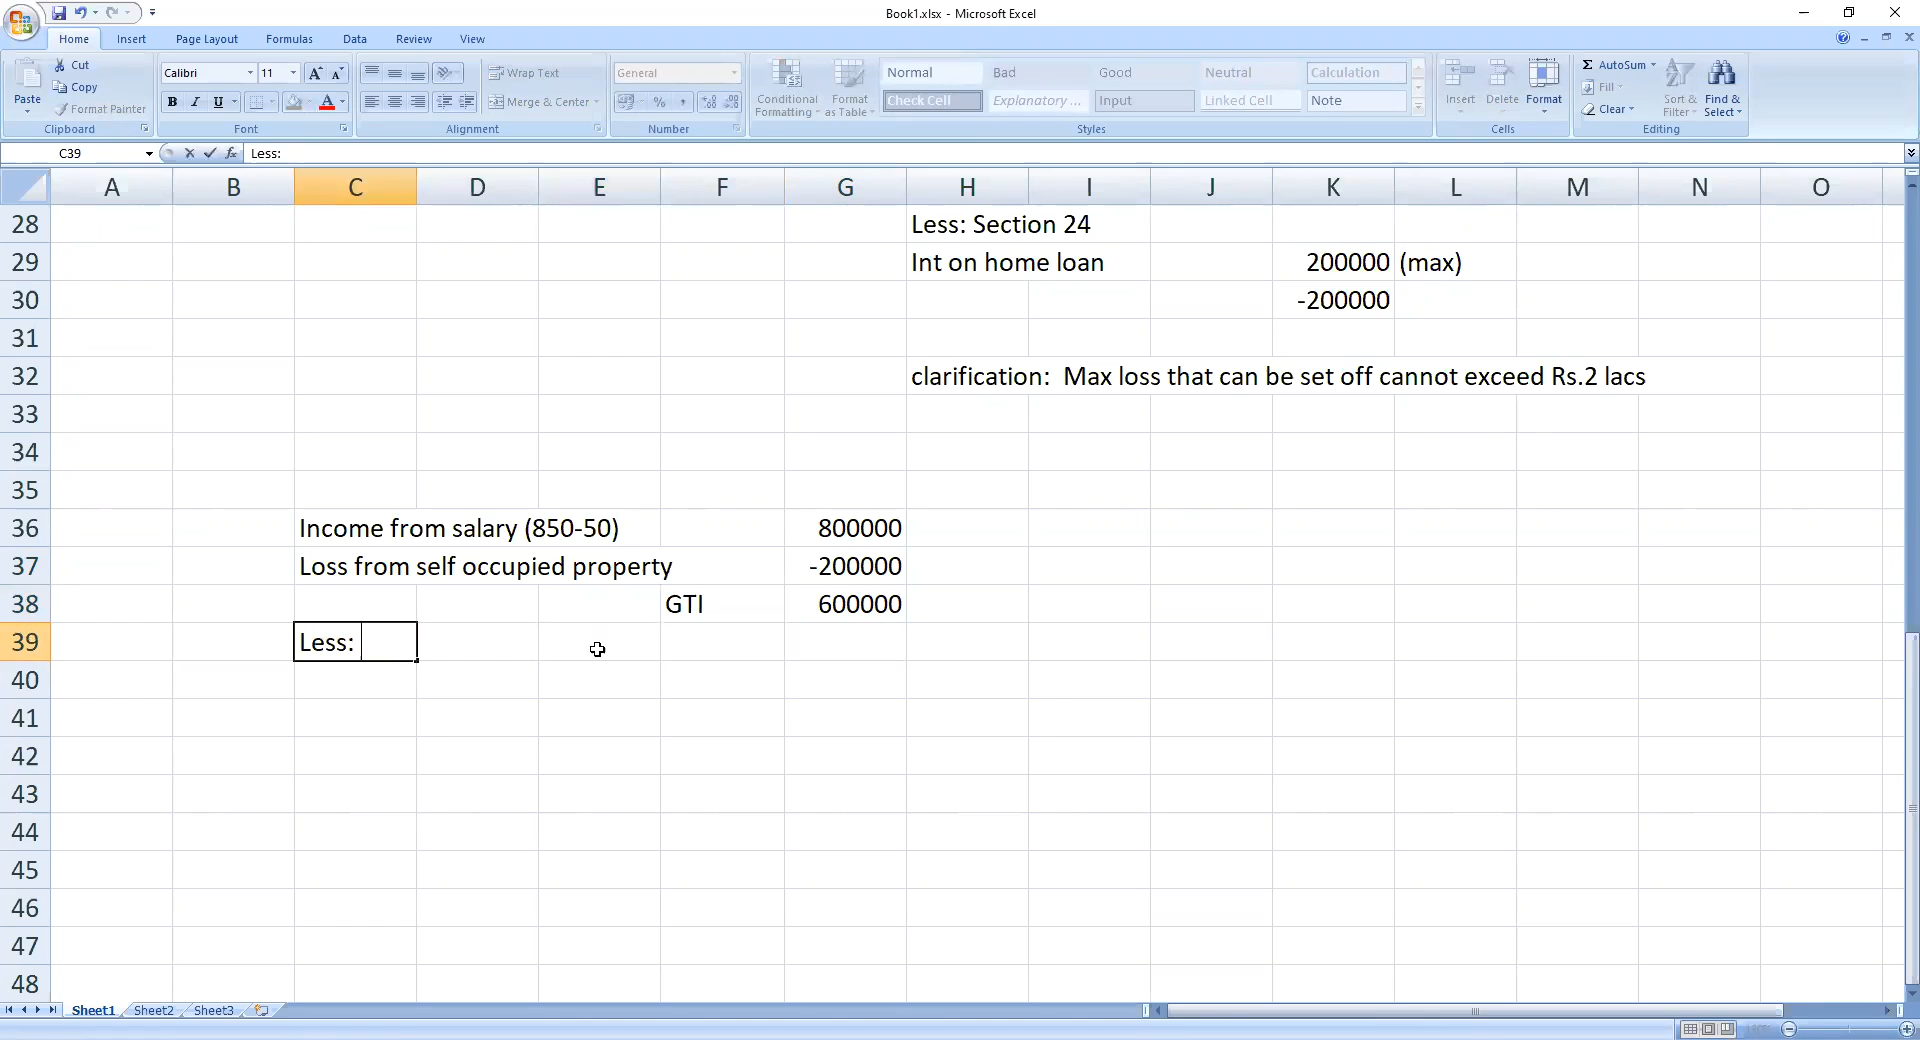 Book1.xlsx - Microsoft Excel
Home Insert Page Layout Formulas Data Review View
Paste
Cut
Copy
Format Painter
Clipboard
Calibri 11 A A
B I U A
Font
Wrap Text
Merge & Center
Alignment
General
% ,
Number
Conditional Formatting
Format as Table
Normal Bad Good Neutral Calculation
Check Cell Explanatory ... Input Linked Cell Note
Styles
Insert Delete Format
Cells
Σ AutoSum
Fill
Clear
Sort & Filter
Find & Select
Editing
C39 fx Less:
A B C D E F G H I J K L M N O
28 Less: Section 24
29 Int on home loan 200000 (max)
30 -200000
31
32 clarification: Max loss that can be set off cannot exceed Rs.2 lacs
33
34
35
36 Income from salary (850-50) 800000
37 Loss from self occupied property -200000
38 GTI 600000
39 Less:
40
41
42
43
44
45
46
47
48
Sheet1 Sheet2 Sheet3